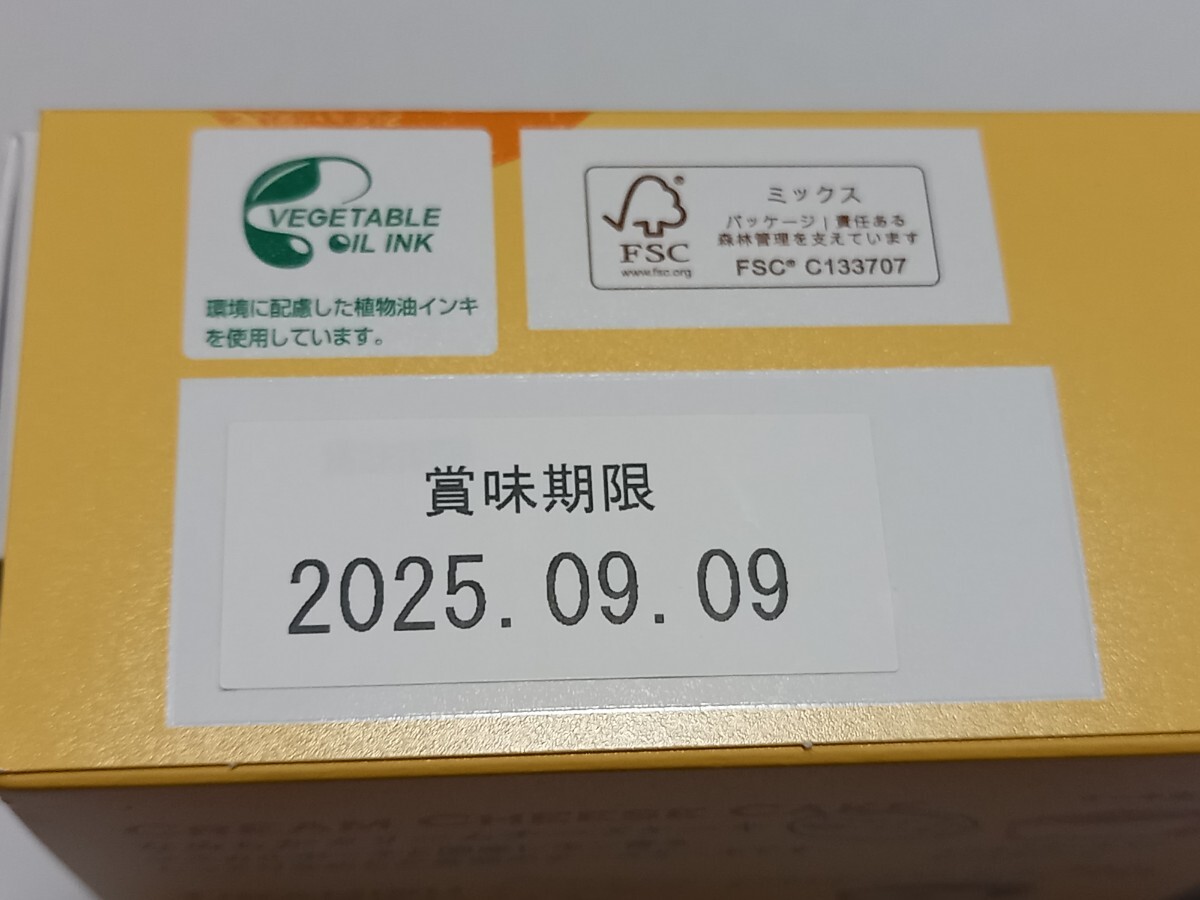 VEGETABLE
OIL INK
環境に配慮した植物油インキ
を使用しています。
FSC®
www.fsc.org
ミックス
パッケージ | 責任ある
森林管理を支えています
FSC® C133707
賞味期限
2025.09.09
CREAM CHEESE CAKE